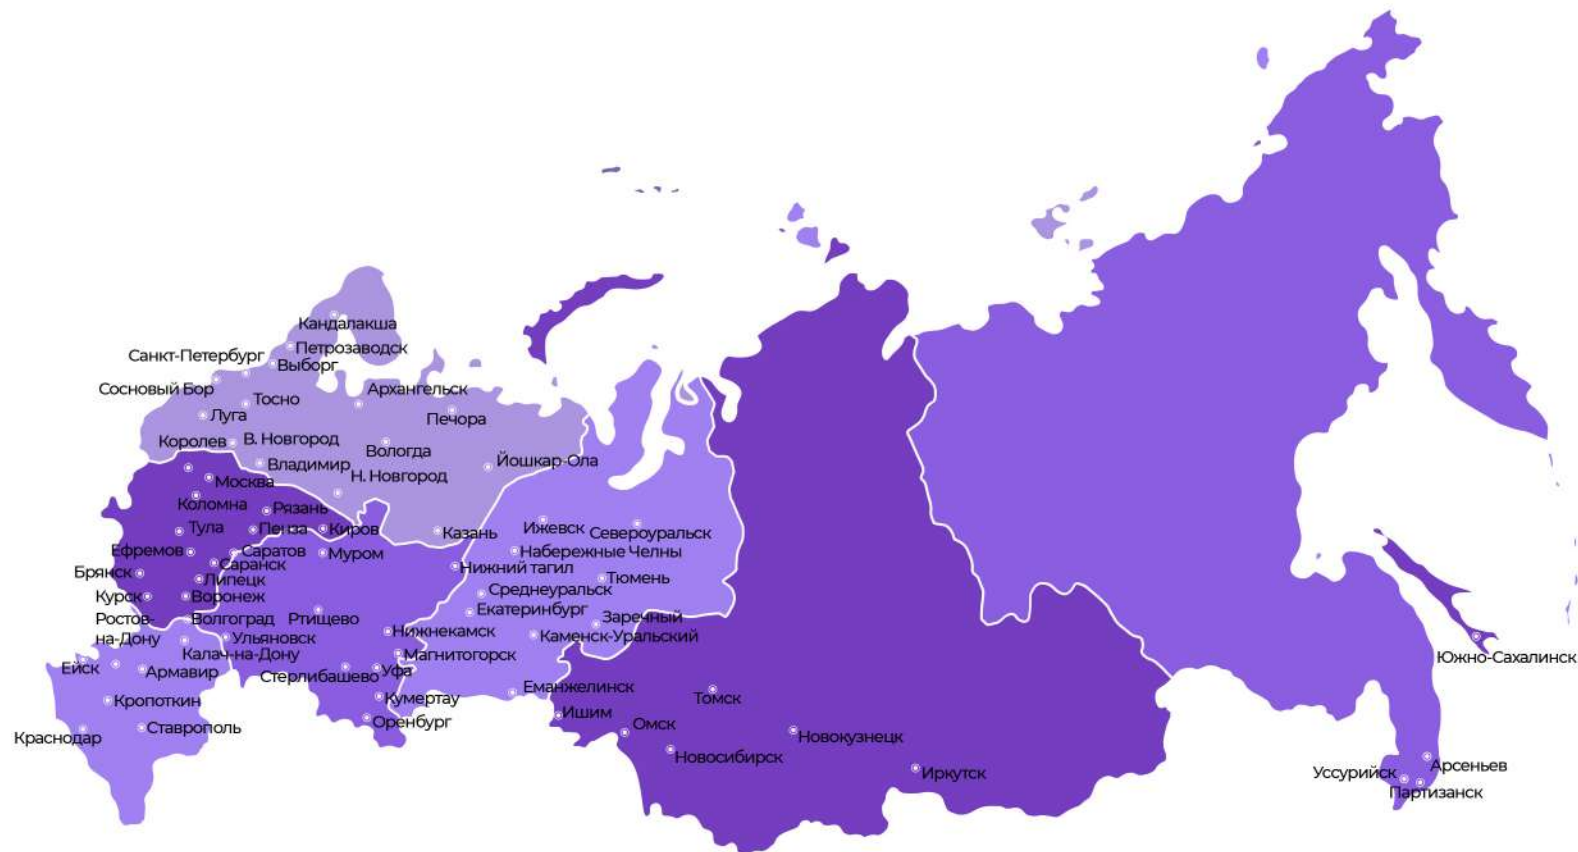 Кандалакша
Петрозаводск
Санкт-Петербург
Выборг
Сосновый Бор
Архангельск
Тосно
Луга
Печора
Королев
В. Новгород
Вологда
Владимир
Йошкар-Ола
Н. Новгород
Москва
Коломна
Рязань
Тула
Пенза
Киров
Казань
Ижевск
Североуральск
Ефремов
Саратов
Муром
Набережные Челны
Саранск
Нижний тагил
Брянск
Липецк
Тюмень
Среднеуральск
Курск
Воронеж
Екатеринбург
Ростов-
на-Дону
Волгоград
Ртищево
Заречный
Ульяновск
Нижнекамск
Каменск-Уральский
Калач-на-Дону
Магнитогорск
Ейск
Армавир
Стерлибашево
Уфа
Южно-Сахалинск
Еманжелинск
Кропоткин
Кумертау
Томск
Ишим
Оренбург
Ставрополь
Краснодар
Омск
Новокузнецк
Новосибирск
Иркутск
Арсеньев
Уссурийск
Партизанск